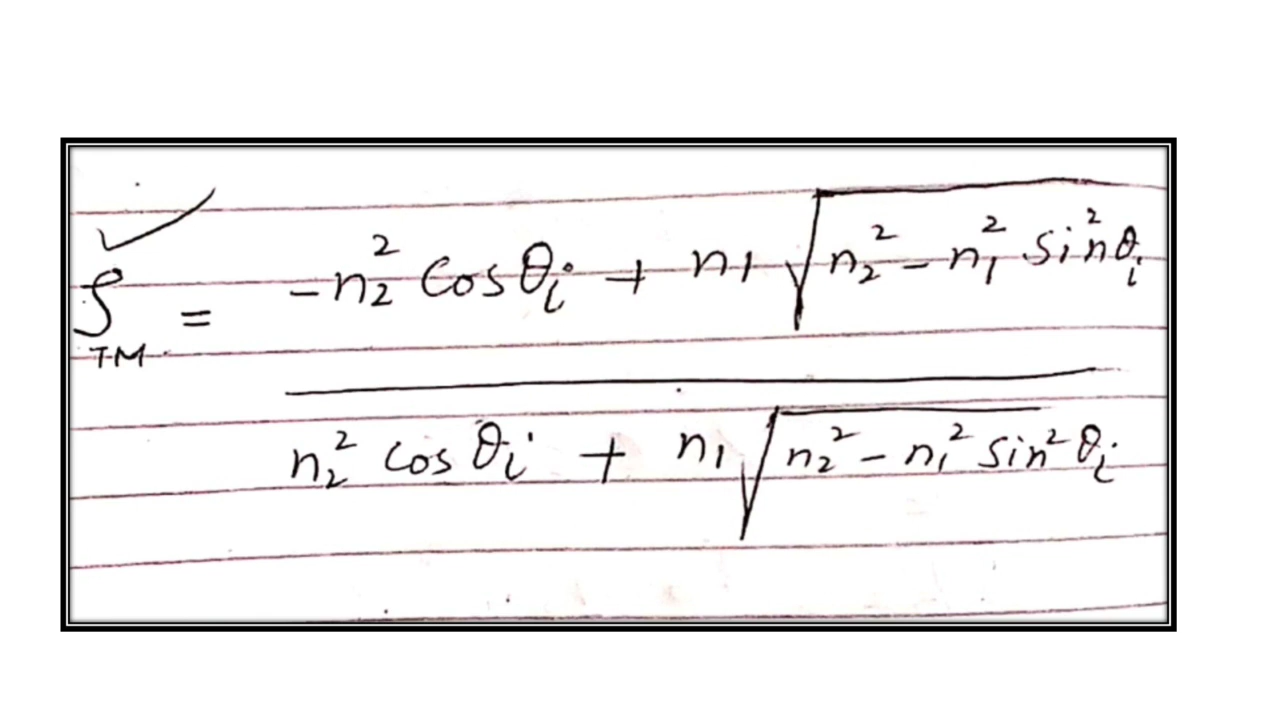 ρ_TM = (-n₂² cos θᵢ + n₁ √(n₂² - n₁² sin² θᵢ)) / (n₂² cos θᵢ + n₁ √(n₂² - n₁² sin² θᵢ))